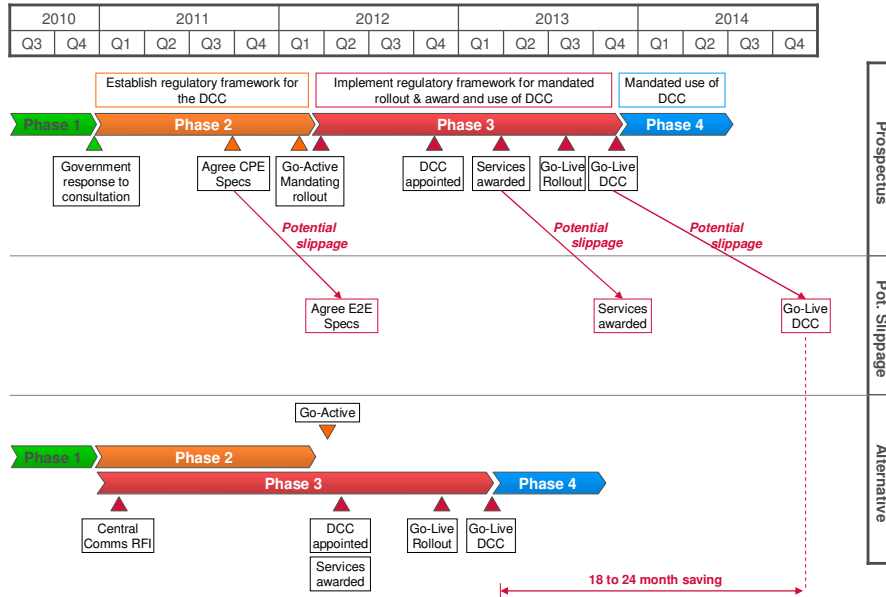 2010 2011 2012 2013 2014
Q3 Q4 Q1 Q2 Q3 Q4 Q1 Q2 Q3 Q4 Q1 Q2 Q3 Q4 Q1 Q2 Q3 Q4
Establish regulatory framework for
the DCC
Implement regulatory framework for mandated
rollout & award and use of DCC
Mandated use of
DCC
Phase 1 Phase 2 Phase 3 Phase 4
Government
response to
consultation
Agree CPE
Specs
Go-Active
Mandating
rollout
DCC
appointed
Services
awarded
Go-Live
Rollout
Go-Live
DCC
Prospectus
Potential
slippage
Potential
slippage
Potential
slippage
Agree E2E
Specs
Services
awarded
Go-Live
DCC
Pot. Slippage
Go-Active
Phase 1 Phase 2
Phase 3 Phase 4
Central
Comms RFI
DCC
appointed
Services
awarded
Go-Live
Rollout
Go-Live
DCC
Alternative
18 to 24 month saving